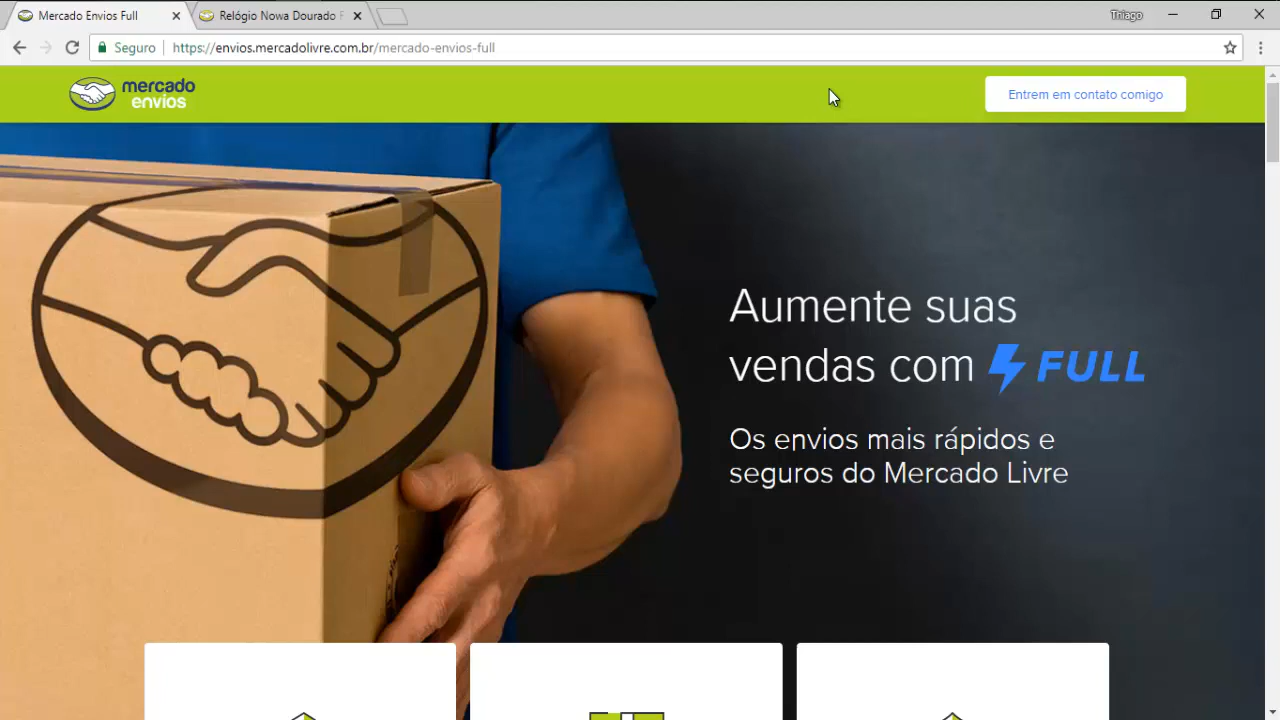 Mercado Envios Full
Relógio Nowa Dourado F
Thiago
Seguro
https://envios.mercadolivre.com.br/mercado-envios-full
mercado
envios
Entrem em contato comigo
Aumente suas
vendas com FULL
Os envios mais rápidos e
seguros do Mercado Livre